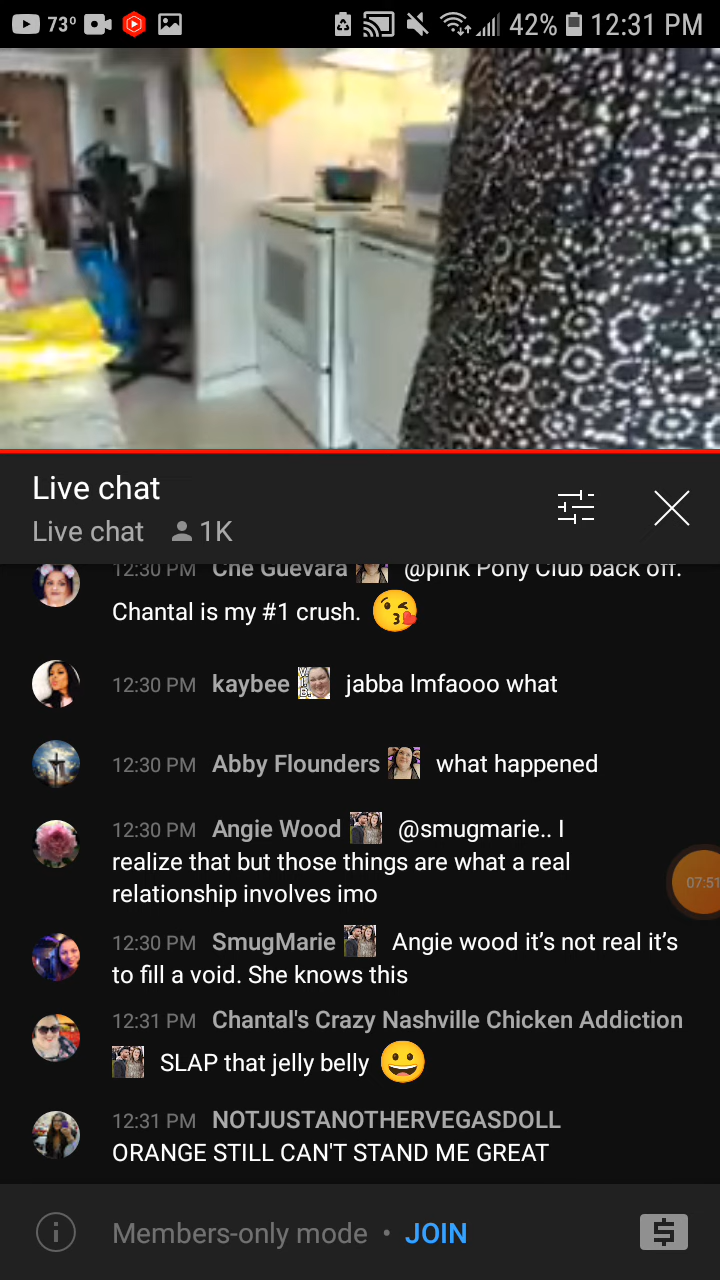 73° 42% 12:31 PM
Live chat
Live chat 1K
12:30 PM Che Guevara @pink Pony Club back off.
Chantal is my #1 crush.
12:30 PM kaybee jabba lmfaooo what
12:30 PM Abby Flounders what happened
12:30 PM Angie Wood @smugmarie.. I
realize that but those things are what a real
relationship involves imo
07:51
12:30 PM SmugMarie Angie wood it’s not real it’s
to fill a void. She knows this
12:31 PM Chantal's Crazy Nashville Chicken Addiction
SLAP that jelly belly
12:31 PM NOTJUSTANOTHERVEGASDOLL
ORANGE STILL CAN'T STAND ME GREAT
Members-only mode • JOIN